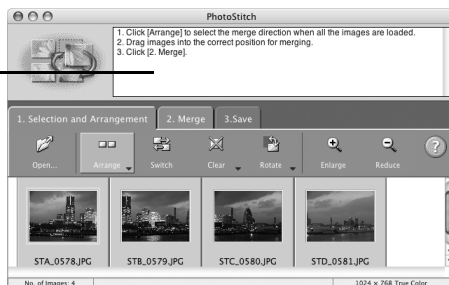 PhotoStitch
1. Click [Arrange] to select the merge direction when all the images are loaded.
2. Drag images into the correct position for merging.
3. Click [2. Merge].
1. Selection and Arrangement
2. Merge
3.Save
Open...
Arrange
Switch
Clear
Rotate
Enlarge
Reduce
?
STA_0578.JPG
STB_0579.JPG
STC_0580.JPG
STD_0581.JPG
No. of Images: 4
1024 x 768 True Color